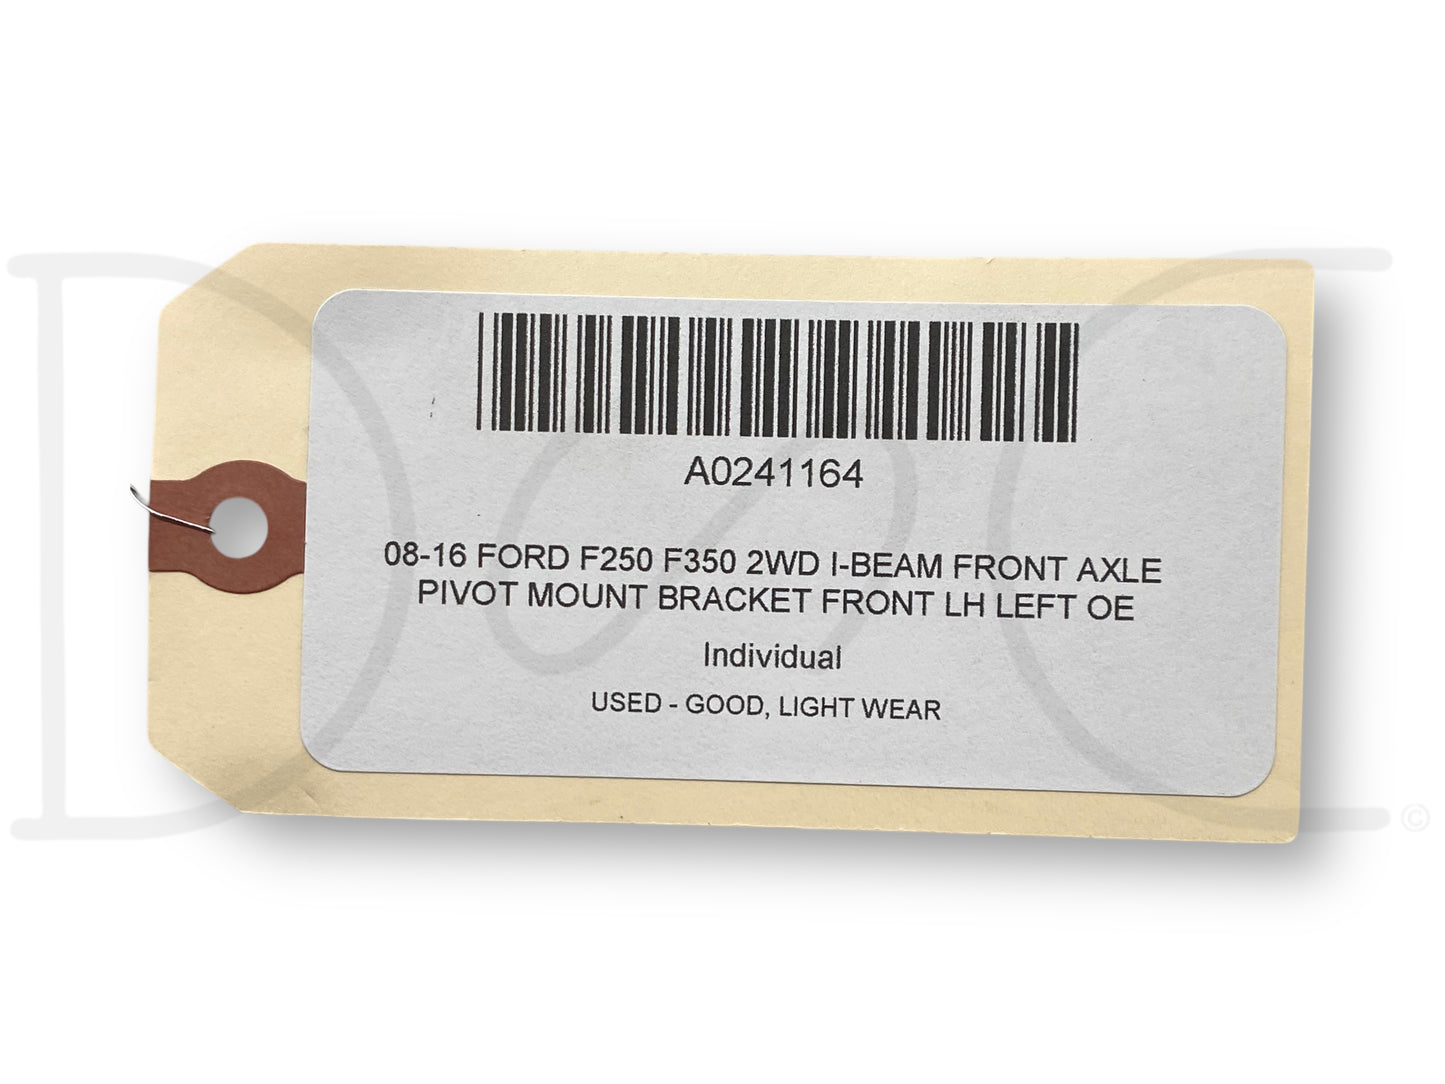 A0241164
08-16 FORD F250 F350 2WD I-BEAM FRONT AXLE
PIVOT MOUNT BRACKET FRONT LH LEFT OE
Individual
USED - GOOD, LIGHT WEAR
D S C ©